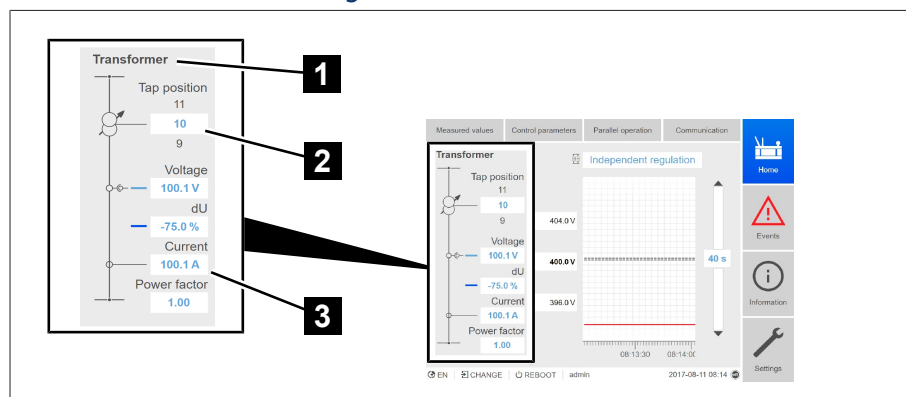 Transformer
Tap position
11
10
9
Voltage
100.1 V
dU
-75.0 %
Current
100.1 A
Power factor
1.00
1
2
3
Measured values
Control parameters
Parallel operation
Communication
Transformer
Tap position
11
10
9
Voltage
100.1 V
dU
-75.0 %
Current
100.1 A
Power factor
1.00
Independent regulation
404.0 V
400.0 V
396.0 V
40 s
08:13:30
08:14:00
Home
Events
Information
Settings
EN
CHANGE
REBOOT
admin
2017-08-11 08:14